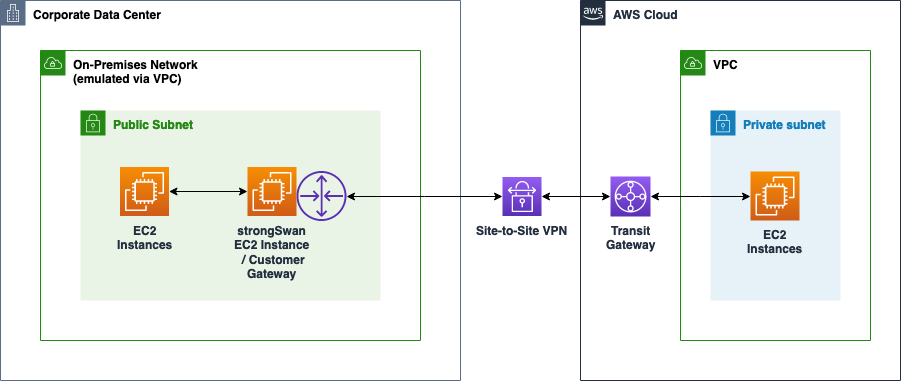 Corporate Data Center
aws
AWS Cloud
On-Premises Network
(emulated via VPC)
VPC
Public Subnet
Private subnet
EC2
Instances
strongSwan
EC2 Instance
/ Customer
Gateway
Site-to-Site VPN
Transit
Gateway
EC2
Instances